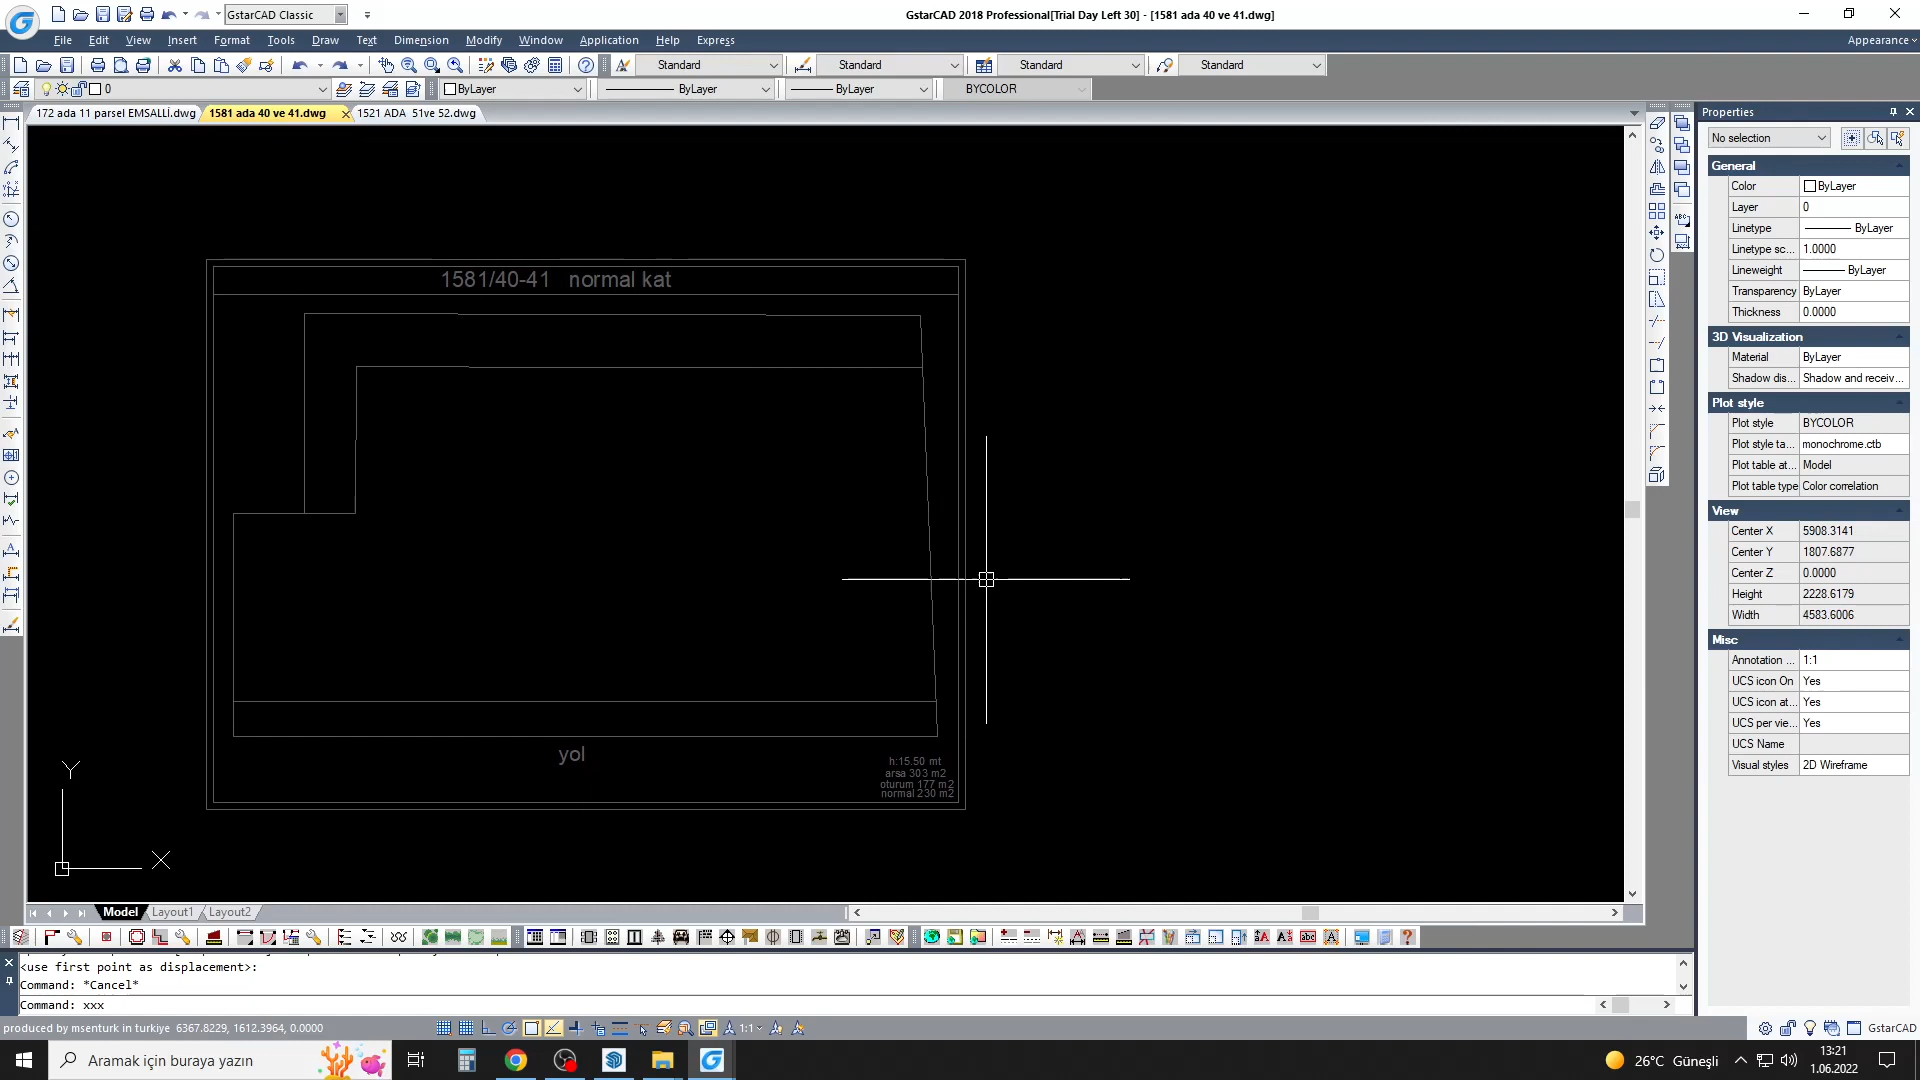 GstarCAD Classic
GstarCAD 2018 Professional[Trial Day Left 30] - [1581 ada 40 ve 41.dwg]
File Edit View Insert Format Tools Draw Text Dimension Modify Window Application Help Express
Appearance
Standard Standard Standard Standard
0 ByLayer ByLayer ByLayer BYCOLOR
172 ada 11 parsel EMSALLİ.dwg 1581 ada 40 ve 41.dwg 1521 ADA 51ve 52.dwg
1581/40-41 normal kat
yol
h:15.50 mt
arsa 303 m2
oturum 177 m2
normal 230 m2
Y
X
Properties
No selection
General
Color ByLayer
Layer 0
Linetype ByLayer
Linetype sc... 1.0000
Lineweight ByLayer
Transparency ByLayer
Thickness 0.0000
3D Visualization
Material ByLayer
Shadow dis... Shadow and receiv...
Plot style
Plot style BYCOLOR
Plot style ta... monochrome.ctb
Plot table at... Model
Plot table type Color correlation
View
Center X 5908.3141
Center Y 1807.6877
Center Z 0.0000
Height 2228.6179
Width 4583.6006
Misc
Annotation ... 1:1
UCS icon On Yes
UCS icon at... Yes
UCS per vie... Yes
UCS Name
Visual styles 2D Wireframe
Model Layout1 Layout2
<use first point as displacement>:
Command: *Cancel*
Command: xxx
produced by msenturk in turkiye 6367.8229, 1612.3964, 0.0000
1:1
GstarCAD
Aramak için buraya yazın
26°C Güneşli
13:21
1.06.2022